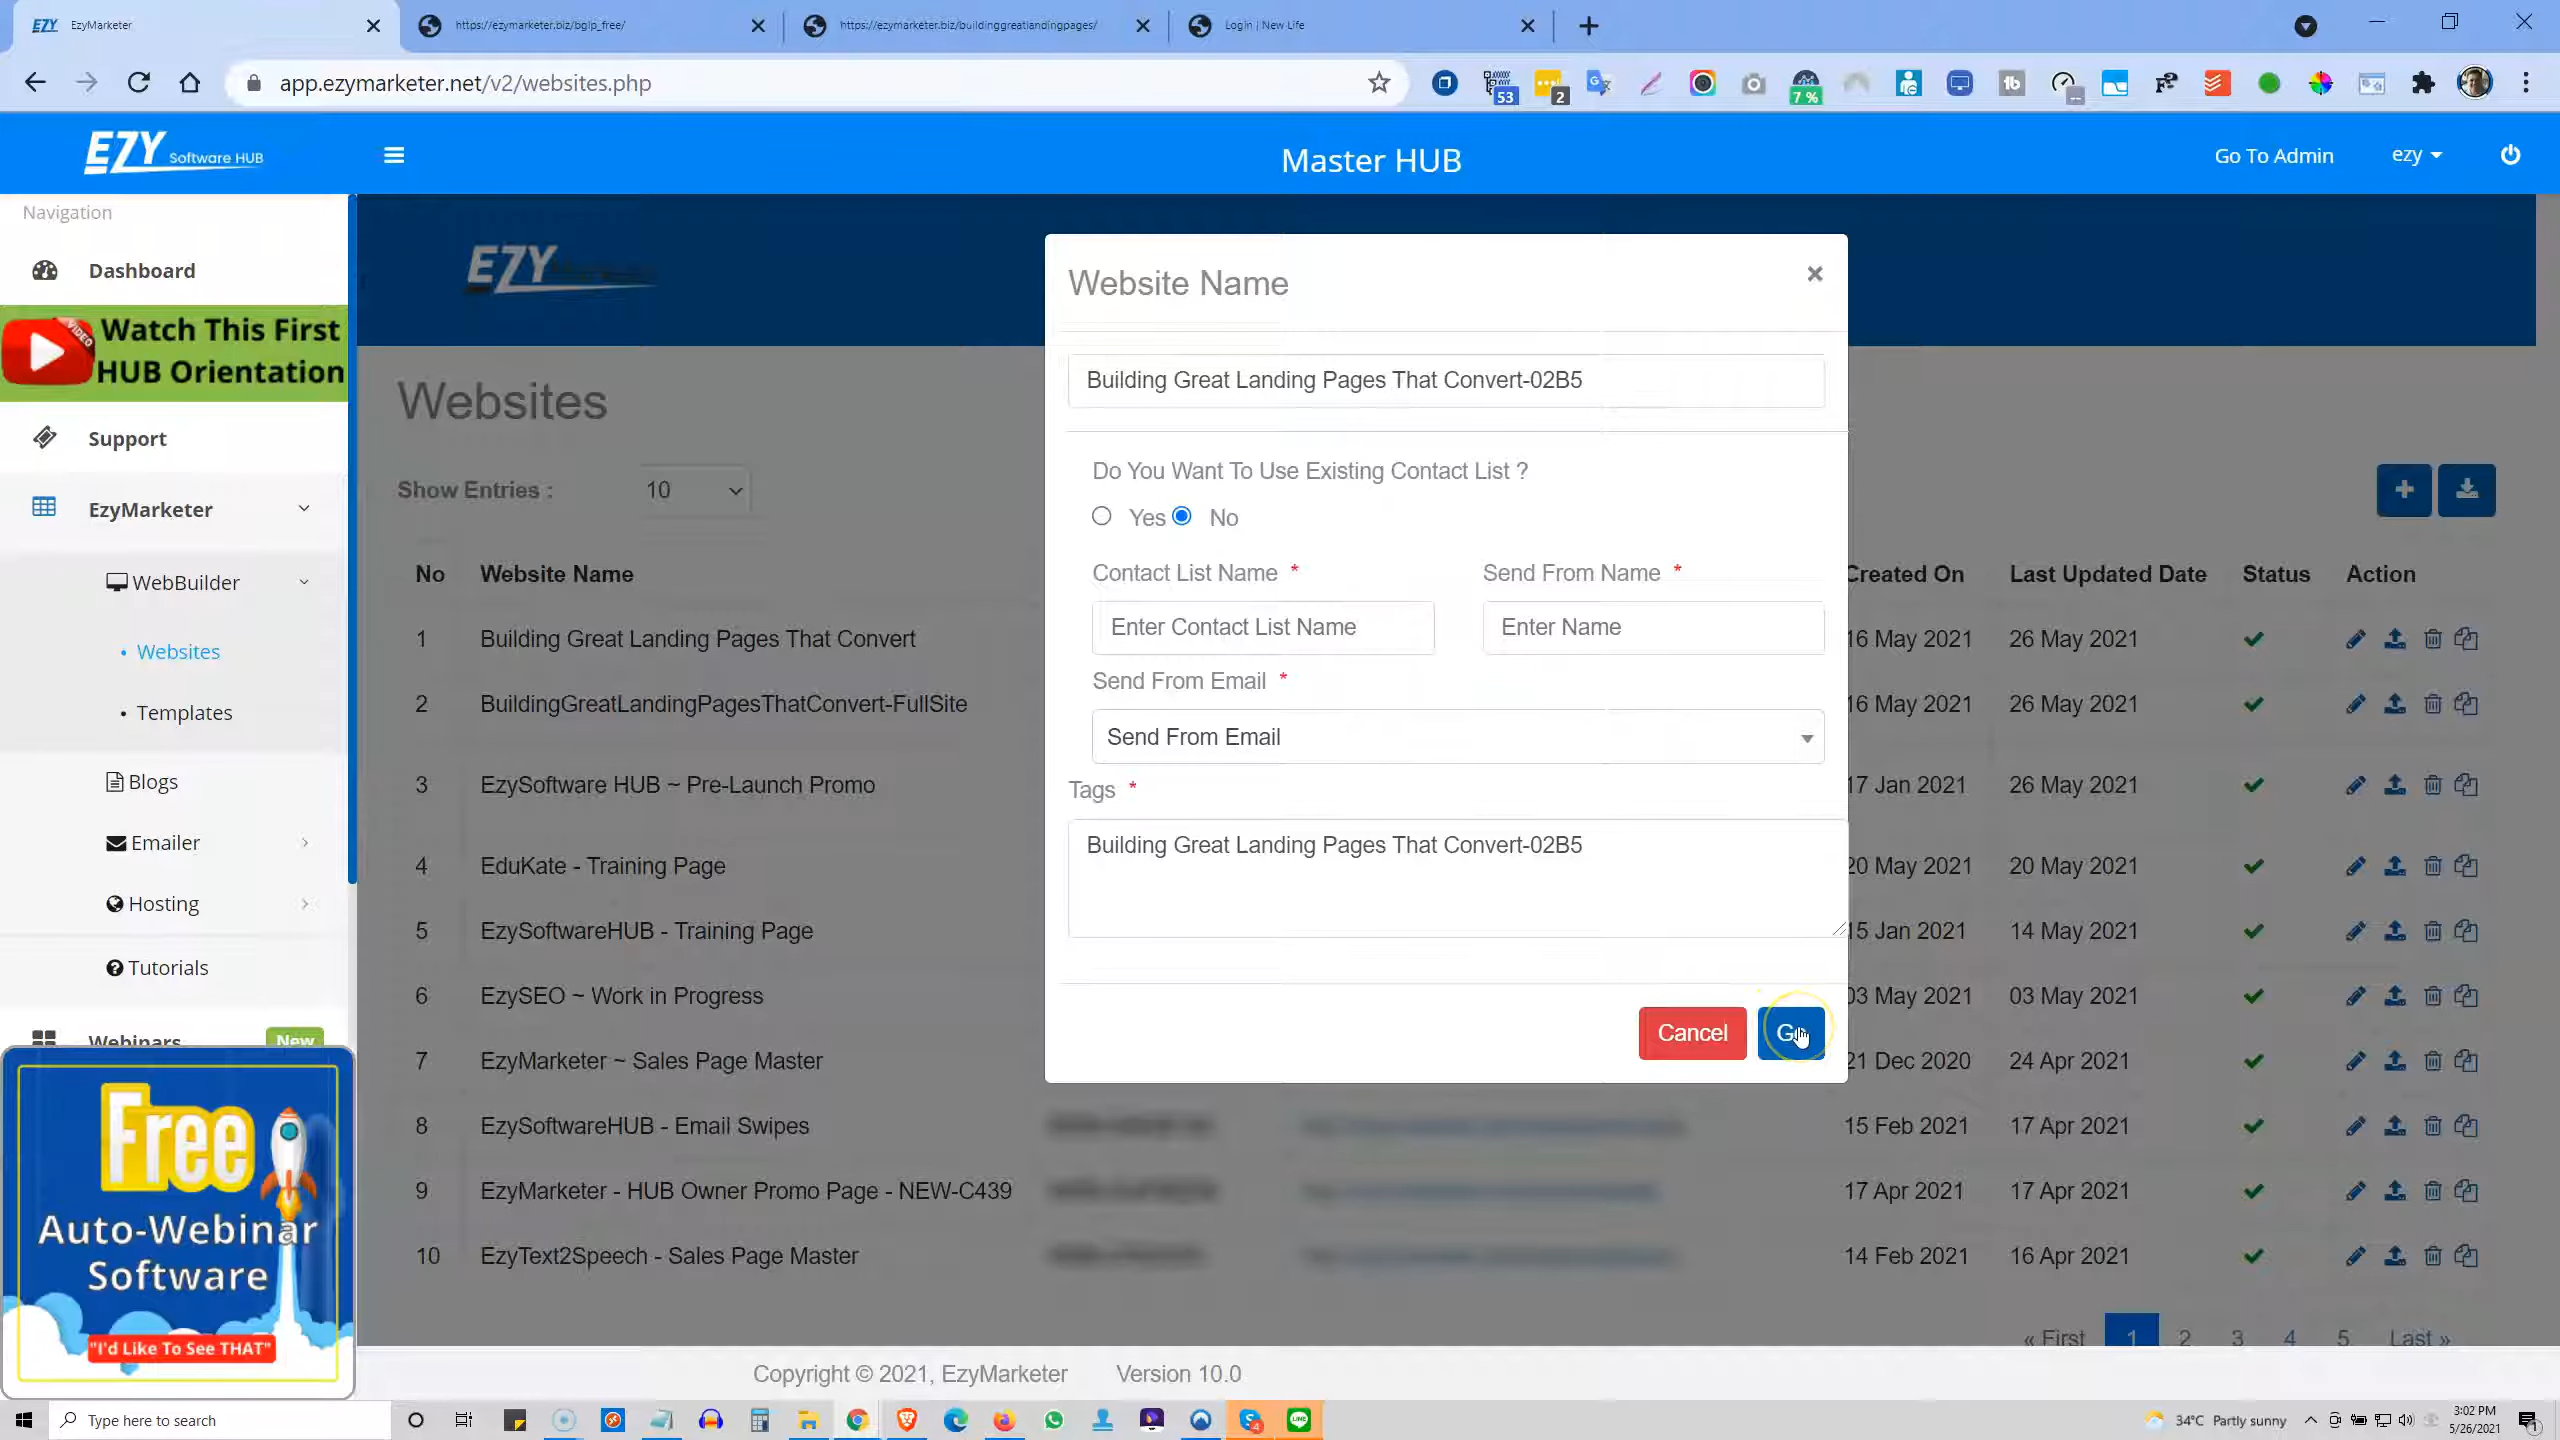 EZY EzyMarketer
https://ezymarketer.biz/bglp_free/
https://ezymarketer.biz/buildinggreatlandingpages/
Login | New Life
app.ezymarketer.net/v2/websites.php
53
2
7 %
tb
EZY Software HUB
Master HUB
Go To Admin
ezy
Navigation
Dashboard
VIDEO
Watch This First
HUB Orientation
Support
EzyMarketer
WebBuilder
• Websites
• Templates
Blogs
Emailer
Hosting
Tutorials
Webinars New
Free
Auto-Webinar
Software
"I'd Like To See THAT"
EZY
Websites
Show Entries : 10
No Website Name Created On Last Updated Date Status Action
1 Building Great Landing Pages That Convert 16 May 2021 26 May 2021
2 BuildingGreatLandingPagesThatConvert-FullSite 16 May 2021 26 May 2021
3 EzySoftware HUB ~ Pre-Launch Promo 17 Jan 2021 26 May 2021
4 EduKate - Training Page 20 May 2021 20 May 2021
5 EzySoftwareHUB - Training Page 15 Jan 2021 14 May 2021
6 EzySEO ~ Work in Progress 03 May 2021 03 May 2021
7 EzyMarketer ~ Sales Page Master 21 Dec 2020 24 Apr 2021
8 EzySoftwareHUB - Email Swipes 15 Feb 2021 17 Apr 2021
9 EzyMarketer - HUB Owner Promo Page - NEW-C439 17 Apr 2021 17 Apr 2021
10 EzyText2Speech - Sales Page Master 14 Feb 2021 16 Apr 2021
« First 1 2 3 4 5 Last »
Website Name ×
Building Great Landing Pages That Convert-02B5
Do You Want To Use Existing Contact List ?
Yes No
Contact List Name * Send From Name *
Enter Contact List Name Enter Name
Send From Email *
Send From Email
Tags *
Building Great Landing Pages That Convert-02B5
Cancel
Copyright © 2021, EzyMarketer Version 10.0
Type here to search
4
LINE
34°C Partly sunny
3:02 PM
5/26/2021
1